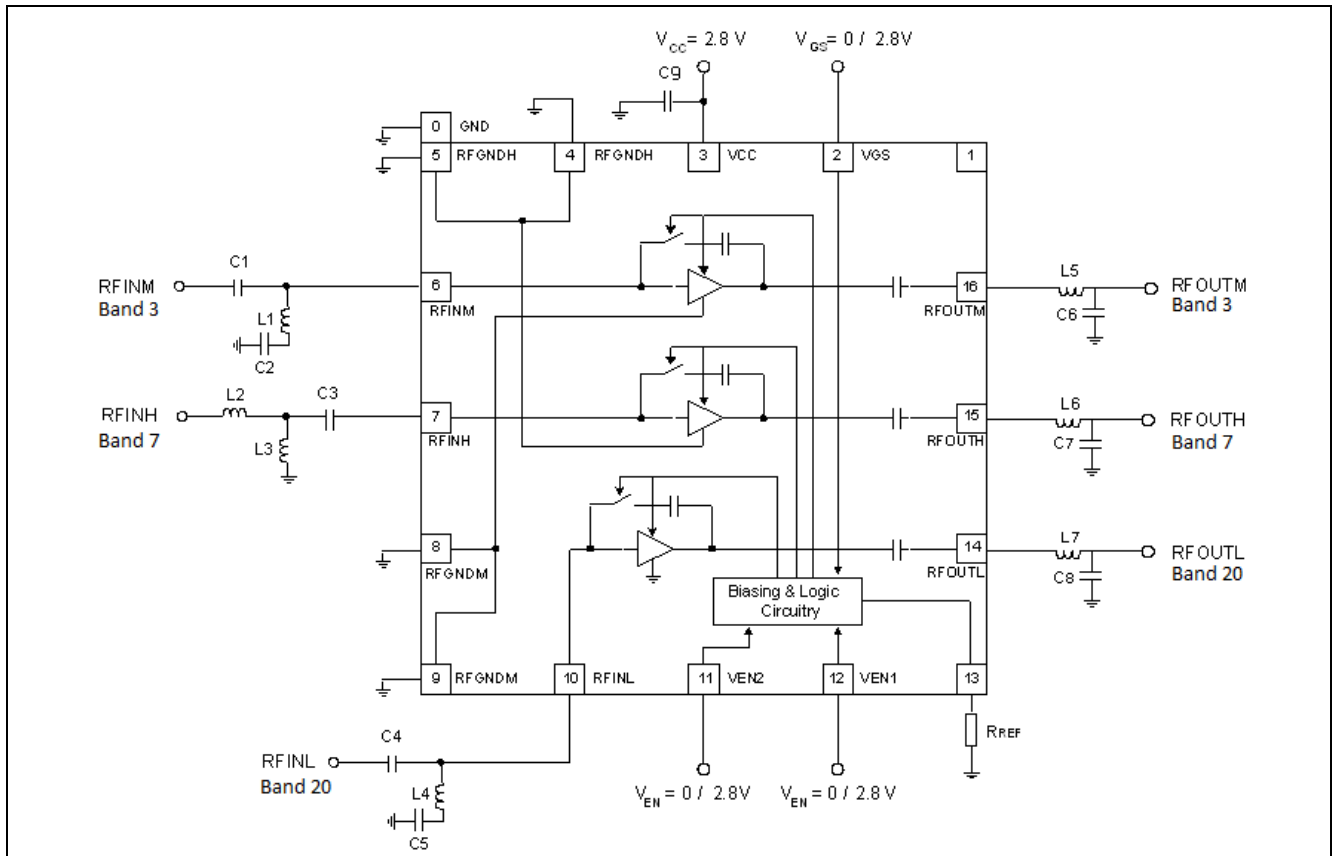 V CC = 2.8 V
V GS = 0 / 2.8V
C9
0 GND
5 RFGNDH
4 RFGNDH
3 VCC
2 VGS
1
C1
RFINM
Band 3
6
RFINM
L1
C2
16
RFOUTM
L5
C6
RFOUTM
Band 3
L2
C3
RFINH
Band 7
7
RFINH
L3
15
RFOUTH
L6
C7
RFOUTH
Band 7
8
RFGNDM
14
RFOUTL
L7
C8
RFOUTL
Band 20
Biasing & Logic
Circuitry
9 RFGNDM
10 RFINL
11 VEN2
12 VEN1
13
RREF
C4
RFINL
Band 20
L4
C5
V EN = 0 / 2.8V
V EN = 0 / 2.8V